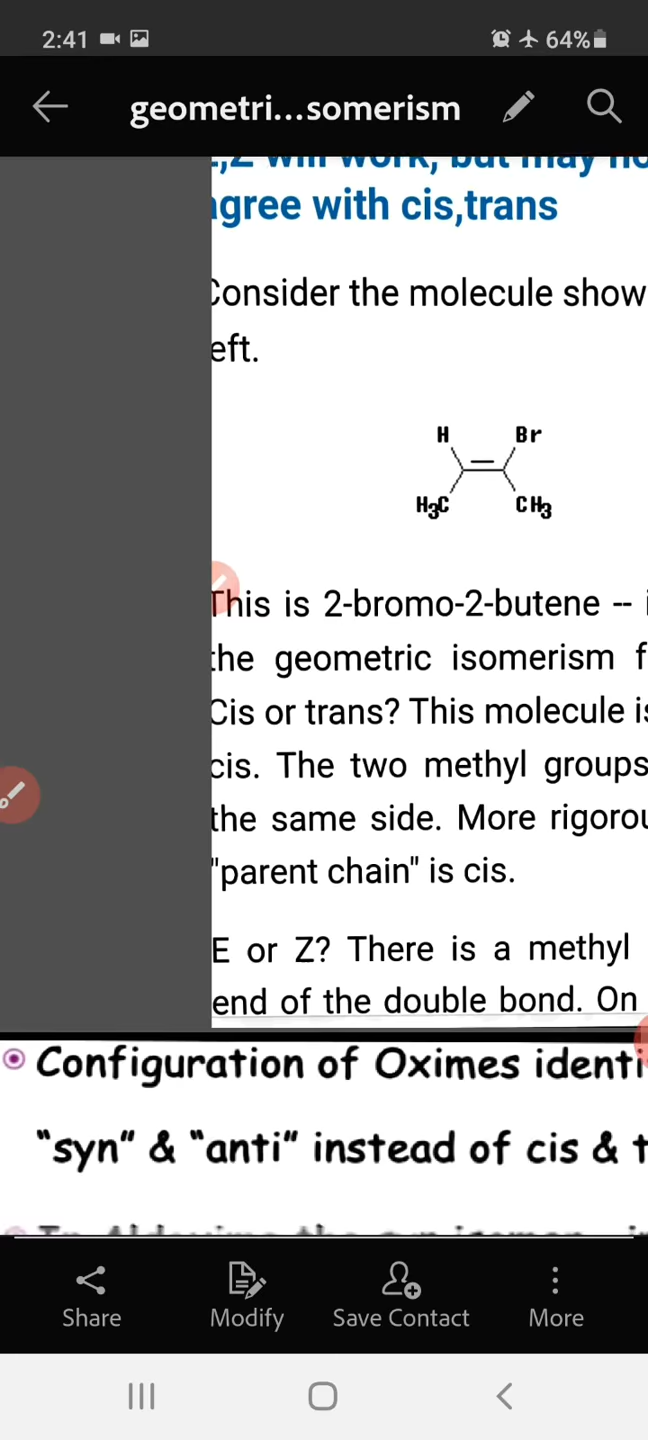 2:41
64%
geometri...somerism
agree with cis,trans
Consider the molecule show
eft.
H Br
H3C CH3
This is 2-bromo-2-butene --
the geometric isomerism f
Cis or trans? This molecule is
cis. The two methyl groups
the same side. More rigorou
"parent chain" is cis.
E or Z? There is a methyl
end of the double bond. On
Configuration of Oximes identi
"syn" & "anti" instead of cis & t
Share Modify Save Contact More